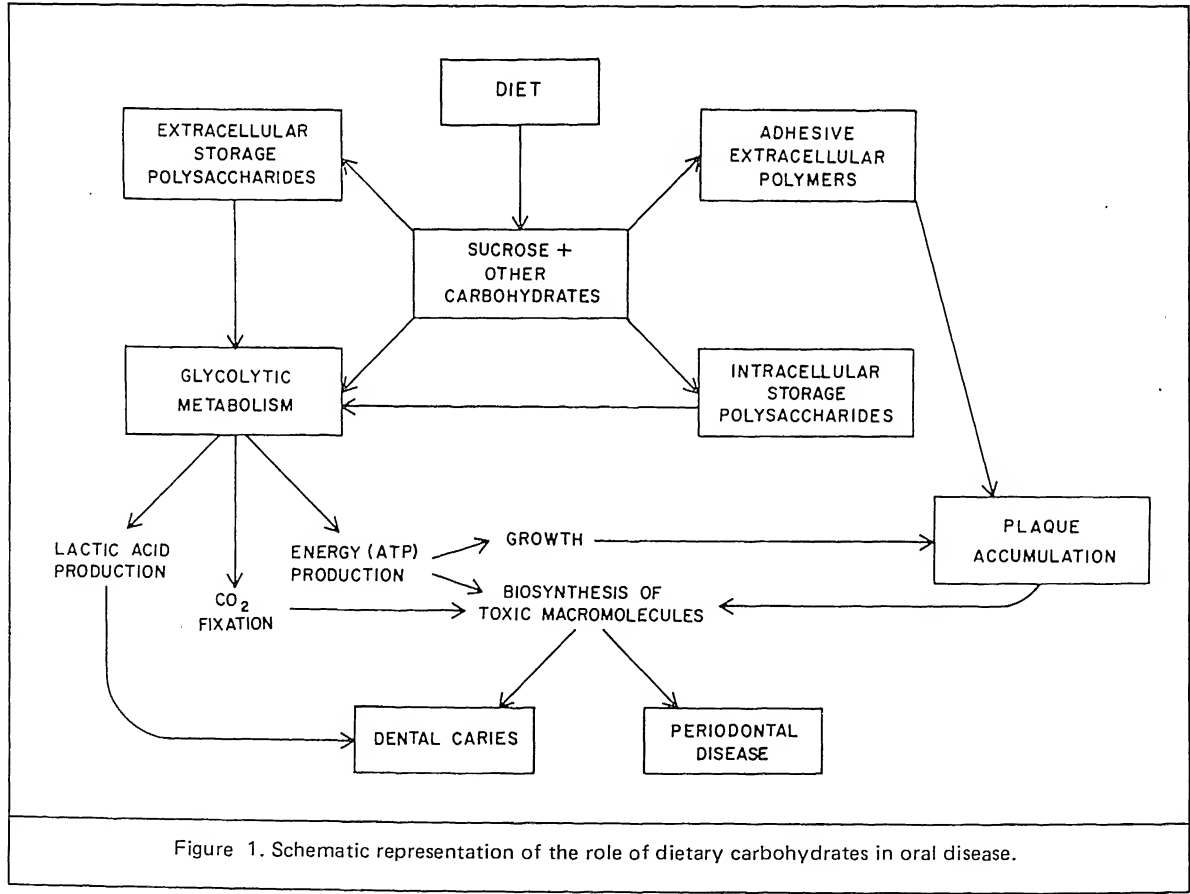 DIET
EXTRACELLULAR
STORAGE
POLYSACCHARIDES
ADHESIVE
EXTRACELLULAR
POLYMERS
SUCROSE +
OTHER
CARBOHYDRATES
GLYCOLYTIC
METABOLISM
INTRACELLULAR
STORAGE
POLYSACCHARIDES
LACTIC ACID
PRODUCTION
CO2
FIXATION
ENERGY (ATP)
PRODUCTION
GROWTH
BIOSYNTHESIS OF
TOXIC MACROMOLECULES
PLAQUE
ACCUMULATION
DENTAL CARIES
PERIODONTAL
DISEASE
Figure 1. Schematic representation of the role of dietary carbohydrates in oral disease.